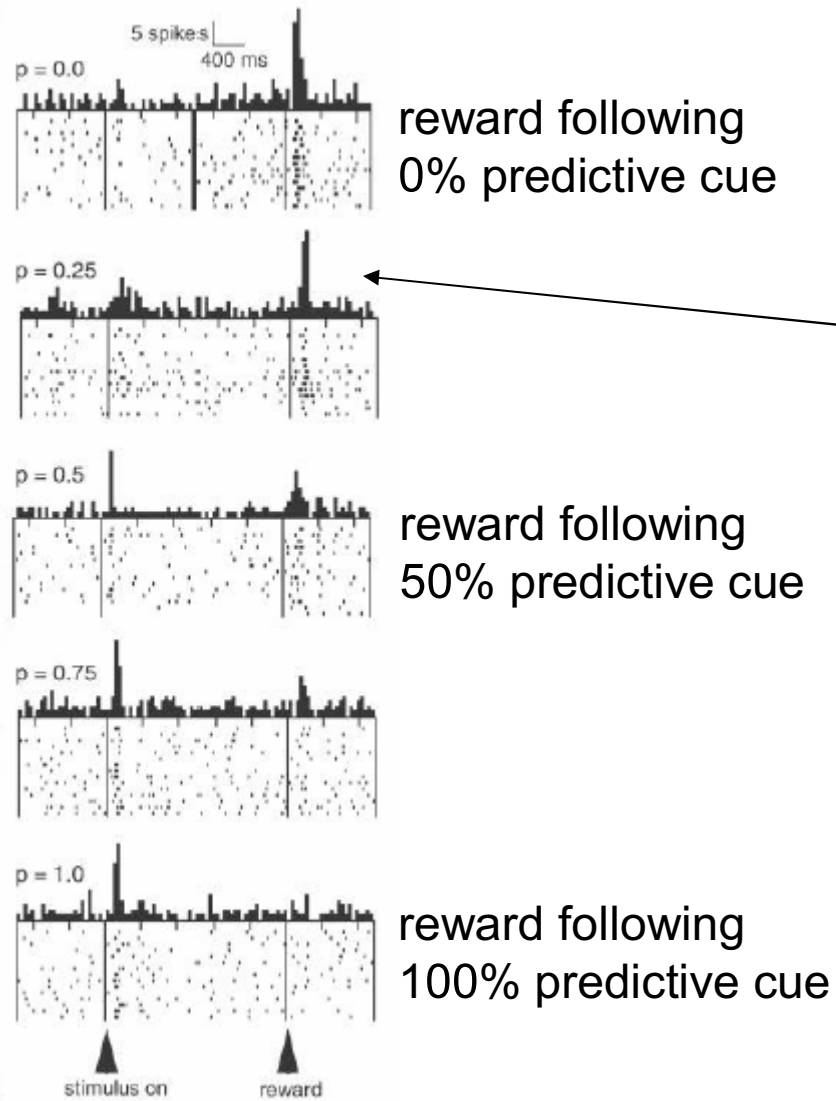 5 spikes
400 ms
p = 0.0
reward following
0% predictive cue
p = 0.25
p = 0.5
reward following
50% predictive cue
p = 0.75
p = 1.0
reward following
100% predictive cue
stimulus on
reward